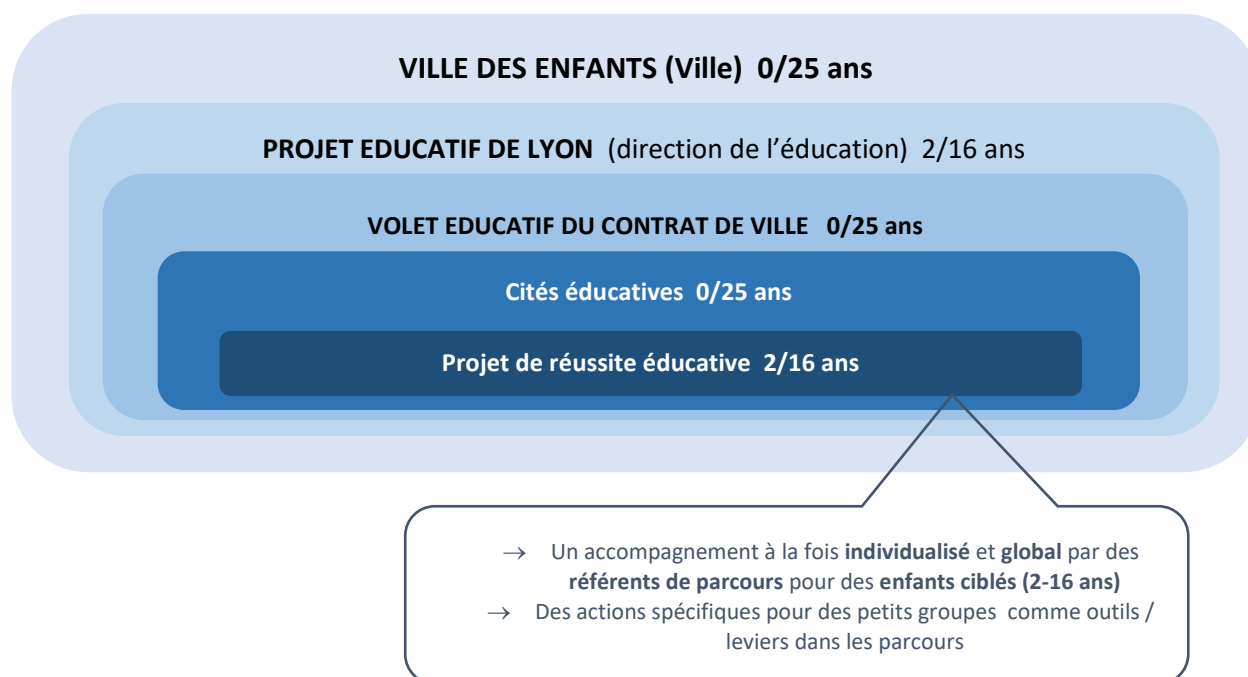 VILLE DES ENFANTS (Ville) 0/25 ans
PROJET EDUCATIF DE LYON (direction de l'éducation) 2/16 ans
VOLET EDUCATIF DU CONTRAT DE VILLE 0/25 ans
Cités éducatives 0/25 ans
Projet de réussite éducative 2/16 ans
→ Un accompagnement à la fois individualisé et global par des
référents de parcours pour des enfants ciblés (2-16 ans)
→ Des actions spécifiques pour des petits groupes comme outils /
leviers dans les parcours